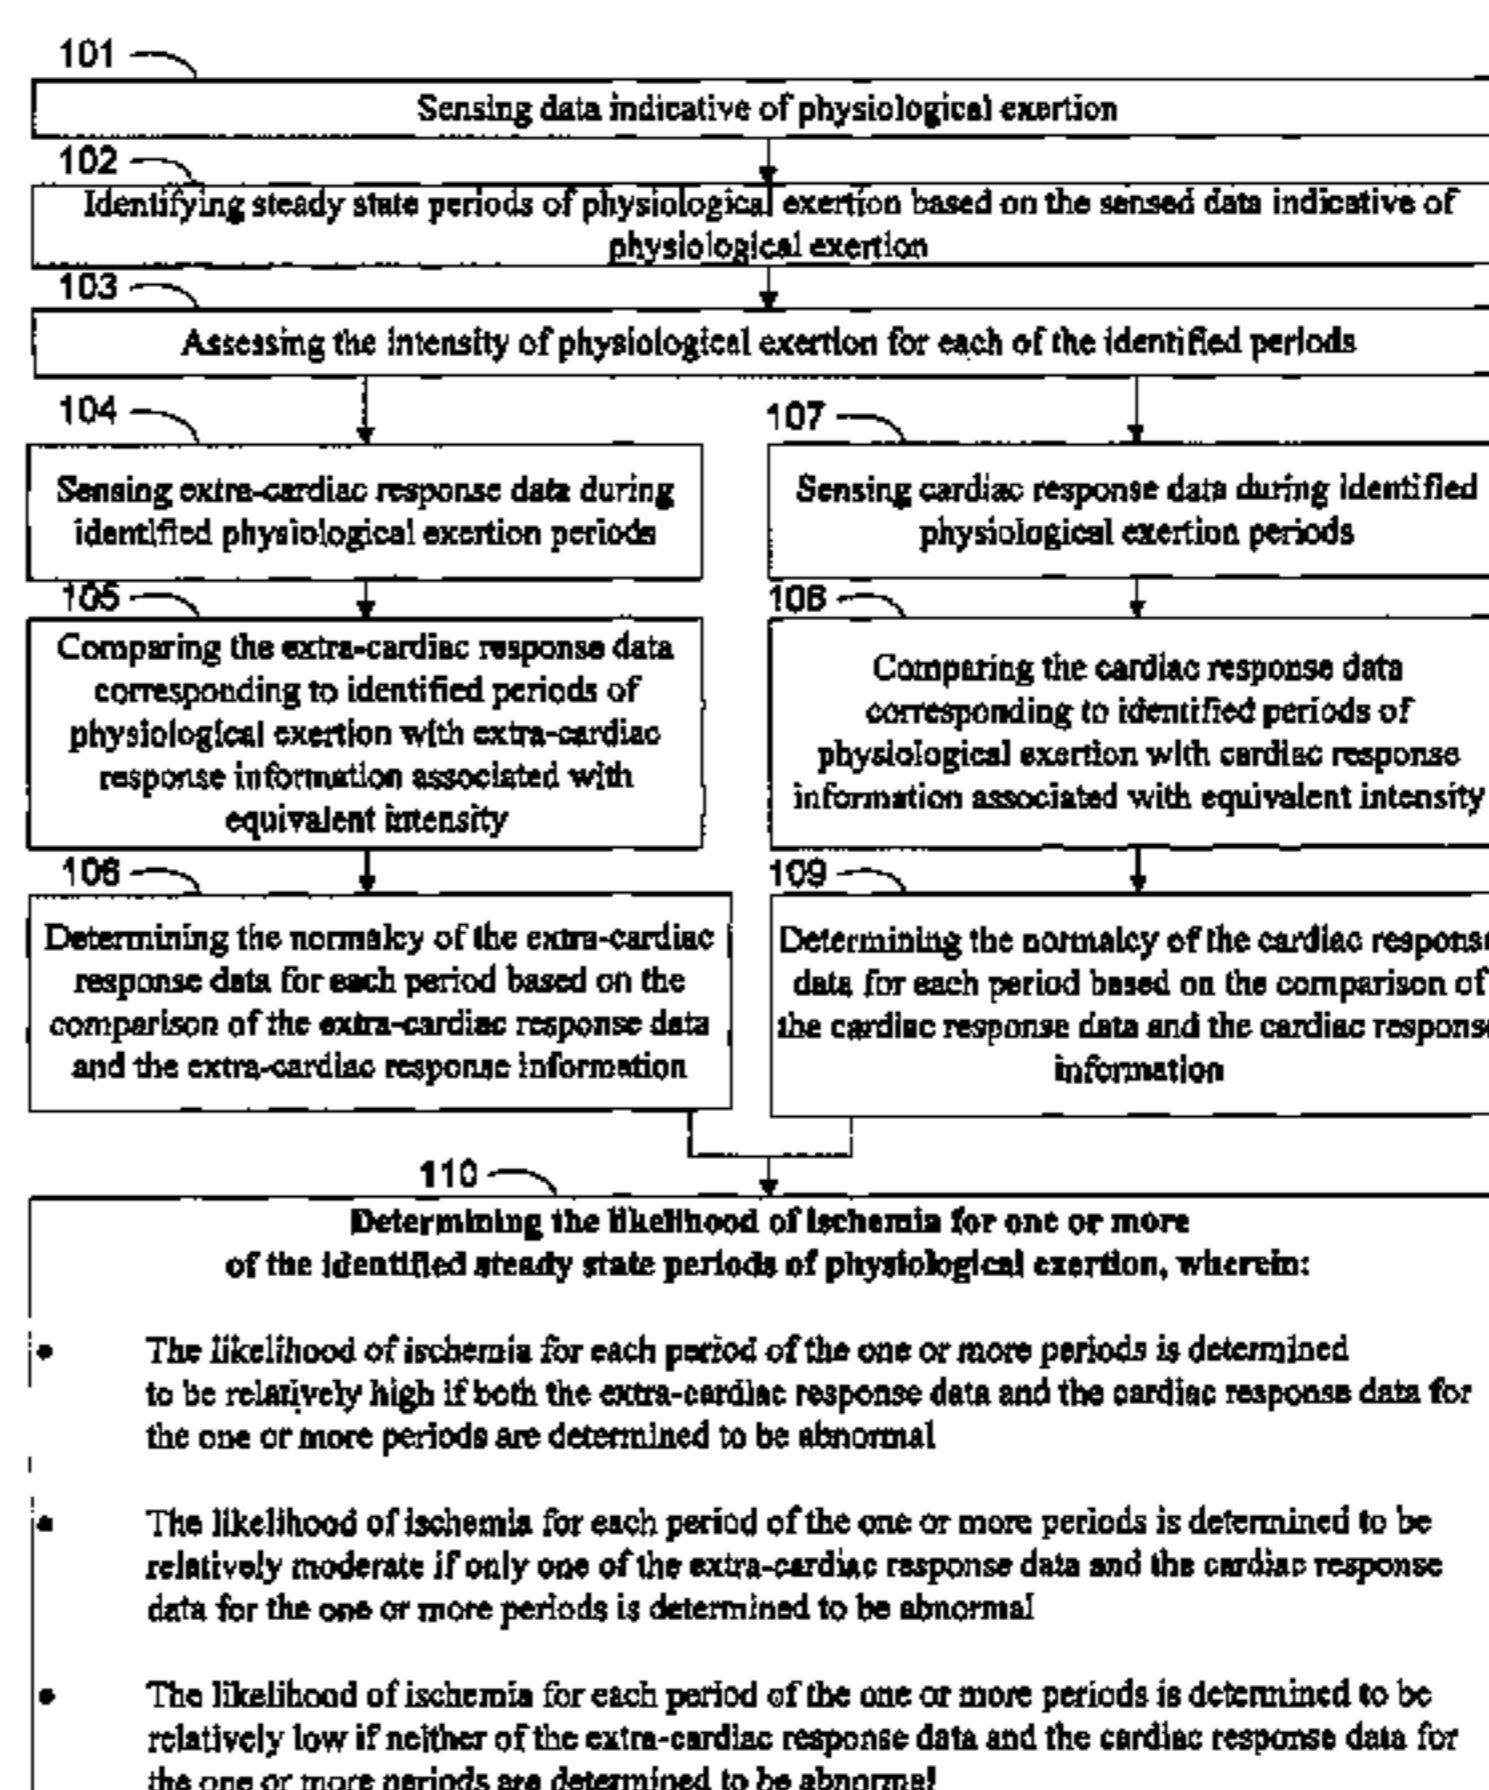 101
Sensing data indicative of physiological exertion
102
Identifying steady state periods of physiological exertion based on the sensed data indicative of
physiological exertion
103
Assessing the intensity of physiological exertion for each of the identified periods
104
Sensing extra-cardiac response data during
identified physiological exertion periods
105
Comparing the extra-cardiac response data
corresponding to identified periods of
physiological exertion with extra-cardiac
response information associated with
equivalent intensity
106
Determining the normalcy of the extra-cardiac
response data for each period based on the
comparison of the extra-cardiac response data
and the extra-cardiac response information
107
Sensing cardiac response data during identified
physiological exertion periods
108
Comparing the cardiac response data
corresponding to identified periods of
physiological exertion with cardiac response
information associated with equivalent intensity
109
Determining the normalcy of the cardiac response
data for each period based on the comparison of
the cardiac response data and the cardiac response
information
110
Determining the likelihood of ischemia for one or more
of the identified steady state periods of physiological exertion, wherein:
• The likelihood of ischemia for each period of the one or more periods is determined
to be relatively high if both the extra-cardiac response data and the cardiac response data for
the one or more periods are determined to be abnormal
• The likelihood of ischemia for each period of the one or more periods is determined to be
relatively moderate if only one of the extra-cardiac response data and the cardiac response
data for the one or more periods is determined to be abnormal
• The likelihood of ischemia for each period of the one or more periods is determined to be
relatively low if neither of the extra-cardiac response data and the cardiac response data for
the one or more periods are determined to be abnormal